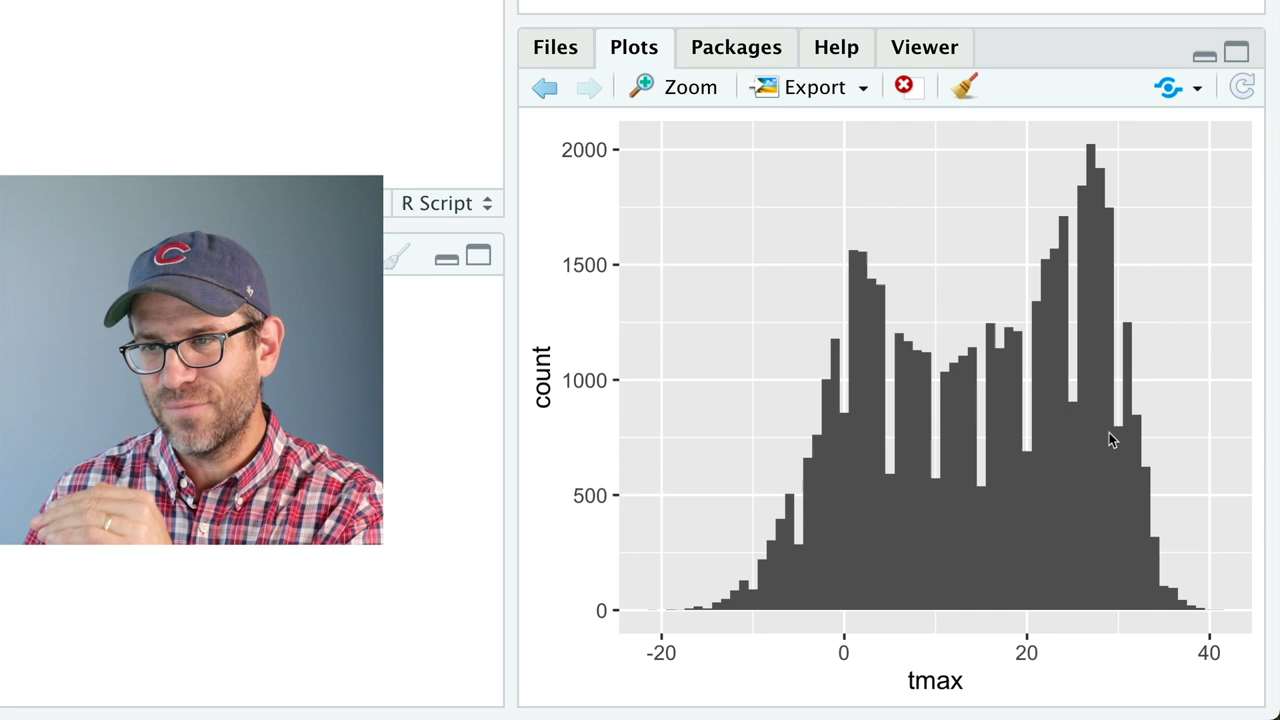 Files Plots Packages Help Viewer
Zoom Export
R Script
C
2000
1500
1000
500
0
count
-20 0 20 40
tmax